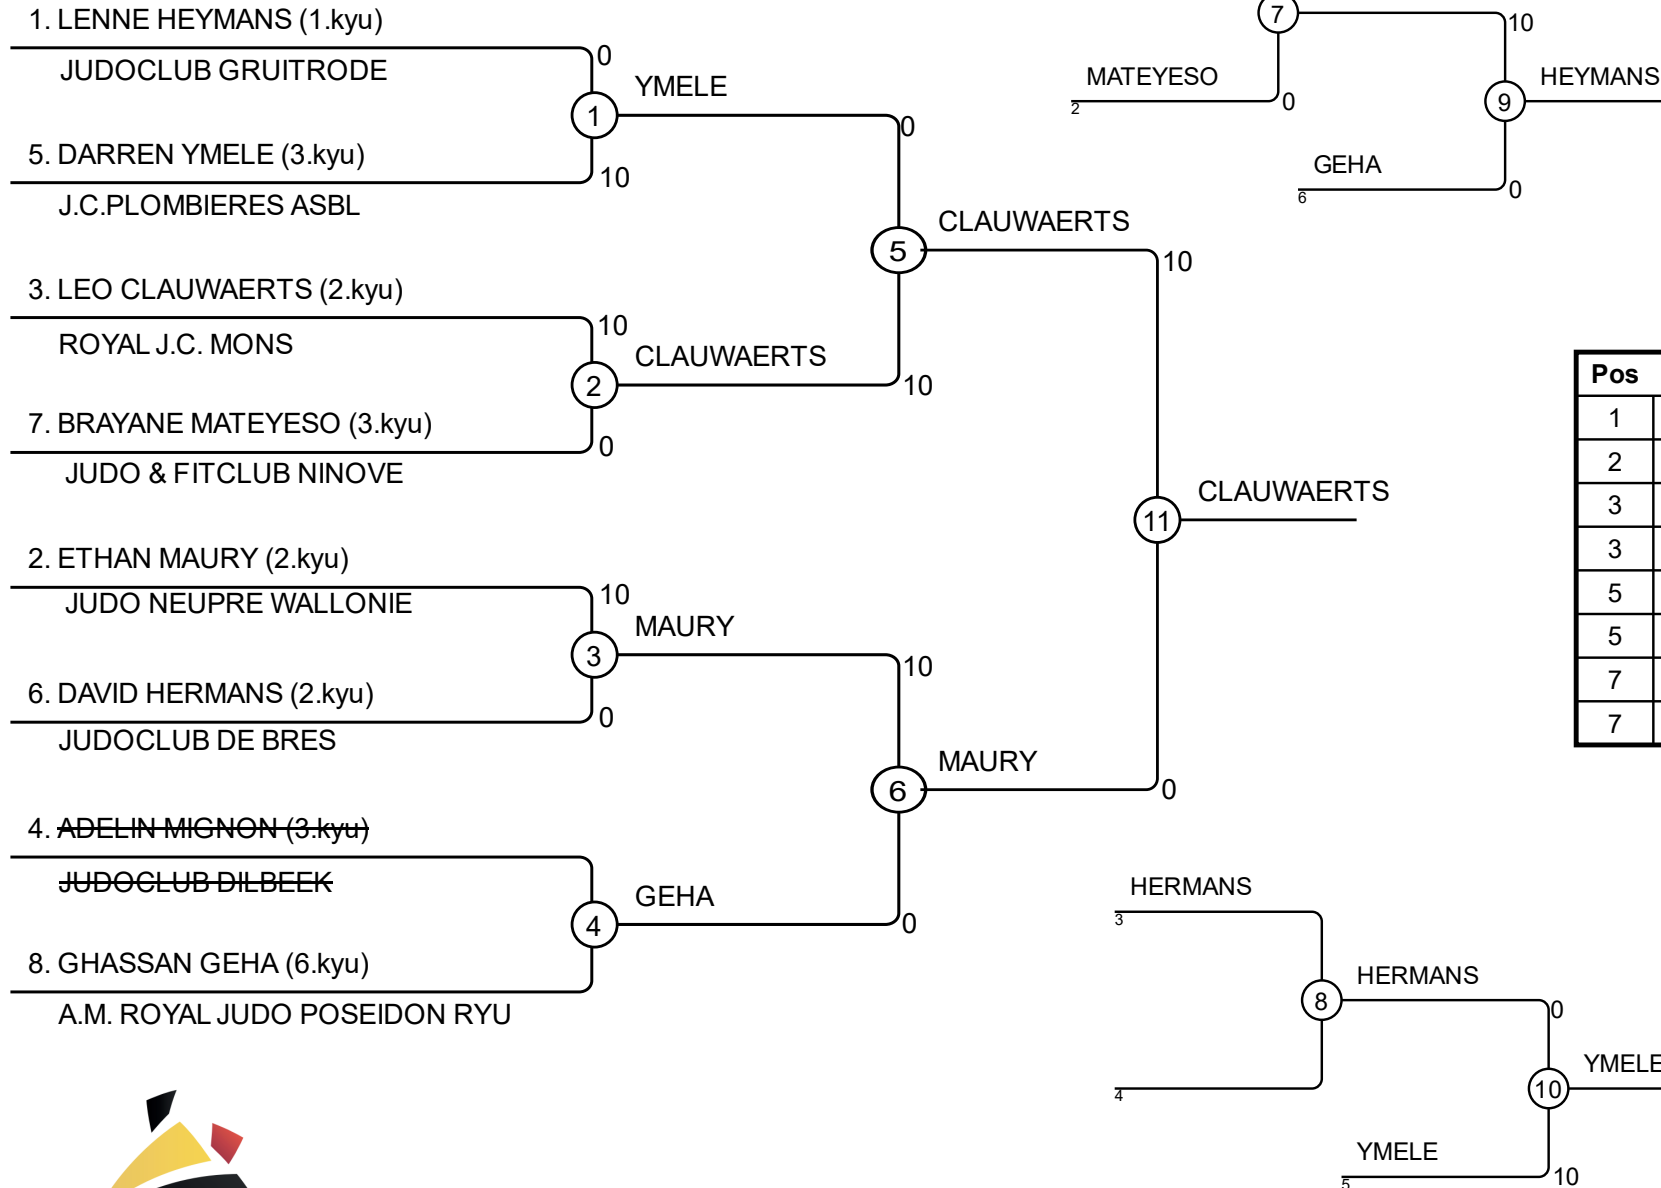 1. LENNE HEYMANS (1.kyu)
JUDOCLUB GRUITRODE
0
1
YMELE
5. DARREN YMELE (3.kyu)
10
J.C.PLOMBIERES ASBL
0
5
CLAUWAERTS
3. LEO CLAUWAERTS (2.kyu)
10
ROYAL J.C. MONS
2
CLAUWAERTS
10
7. BRAYANE MATEYESO (3.kyu)
0
JUDO & FITCLUB NINOVE
10
11
CLAUWAERTS
2. ETHAN MAURY (2.kyu)
10
JUDO NEUPRE WALLONIE
3
MAURY
10
6. DAVID HERMANS (2.kyu)
0
JUDOCLUB DE BRES
6
MAURY
0
4. ADELIN MIGNON (3.kyu)
JUDOCLUB DILBEEK
4
GEHA
0
8. GHASSAN GEHA (6.kyu)
A.M. ROYAL JUDO POSEIDON RYU
7
10
MATEYESO
2
0
9
HEYMANS
GEHA
6
0
Pos
1
2
3
3
5
5
7
7
HERMANS
3
8
HERMANS
0
4
10
YMELE
YMELE
5
10